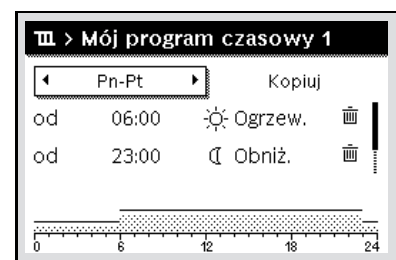 > Mój program czasowy 1
Pn-Pt Kopiuj
od 06:00 Ogrzew.
od 23:00 Obniż.
0 6 12 18 24